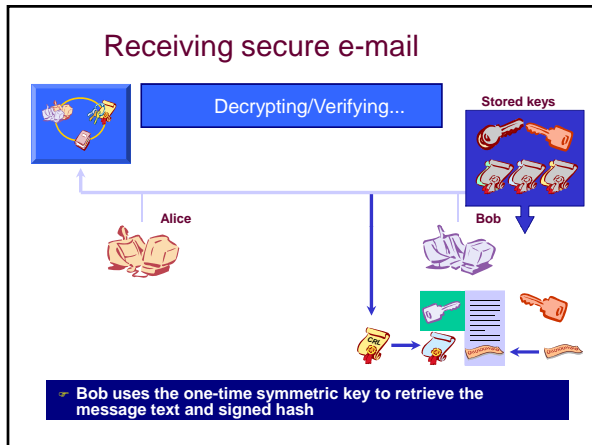 Receiving secure e-mail
Decrypting/Verifying...
Stored keys
Alice
Bob
CRL
Bob uses the one-time symmetric key to retrieve the
message text and signed hash